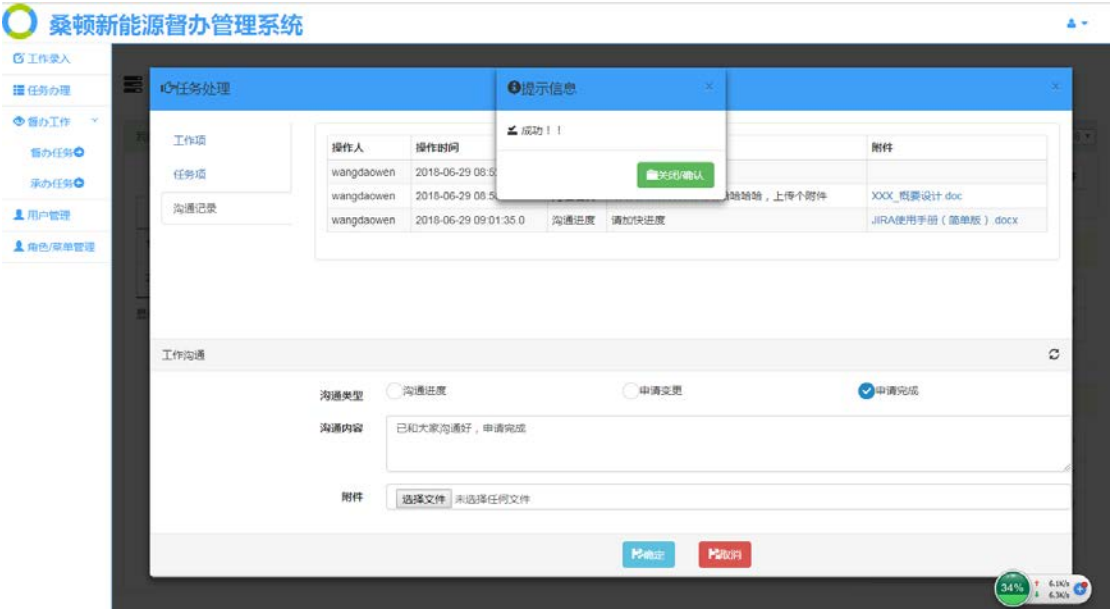 桑顿新能源督办管理系统
工作录入
任务办理
督办工作
督办任务
承办任务
用户管理
角色/菜单管理
任务处理
提示信息
×
×
成功！！
关闭/确认
工作项
任务项
沟通记录
操作人 操作时间 附件
wangdaowen 2018-06-29 08:5
wangdaowen 2018-06-29 08:5 哈哈哈，上传个附件 XXX_概要设计.doc
wangdaowen 2018-06-29 09:01:35.0 沟通进度 请加快进度 JIRA使用手册（简单版）.docx
工作沟通
沟通类型 沟通进度 申请变更 申请完成
沟通内容 已和大家沟通好，申请完成
附件 选择文件 未选择任何文件
确定 取消
34% 6.1K/s
6.3K/s